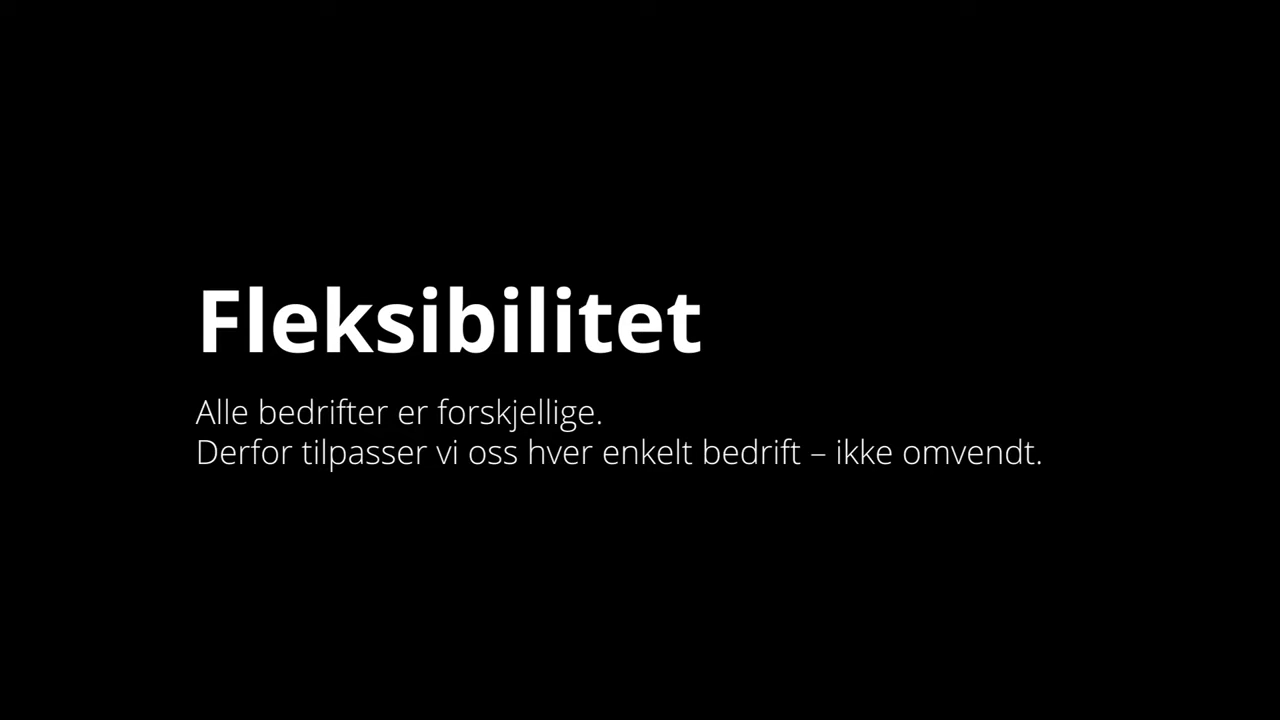 Fleksibilitet
Alle bedrifter er forskjellige.
Derfor tilpasser vi oss hver enkelt bedrift – ikke omvendt.